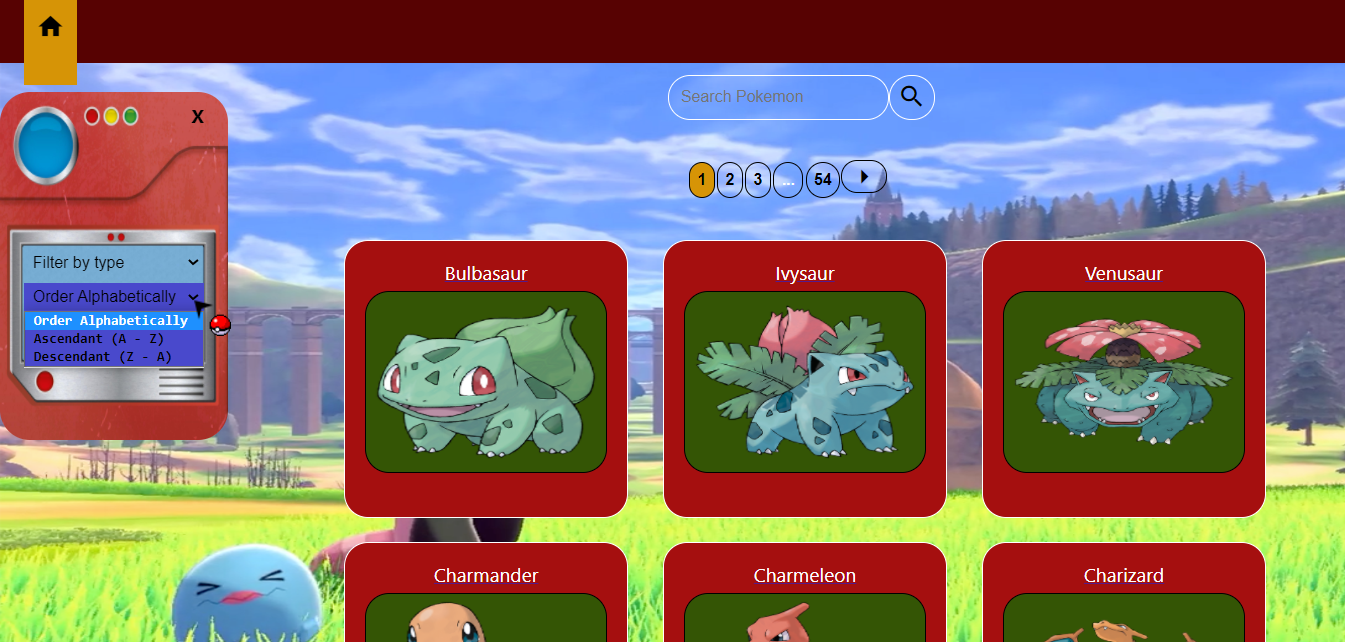 Search Pokemon
X
1 2 3 ... 54
Filter by type
Order Alphabetically
Order Alphabetically
Ascendant (A - Z)
Descendant (Z - A)
Bulbasaur
Ivysaur
Venusaur
Charmander
Charmeleon
Charizard